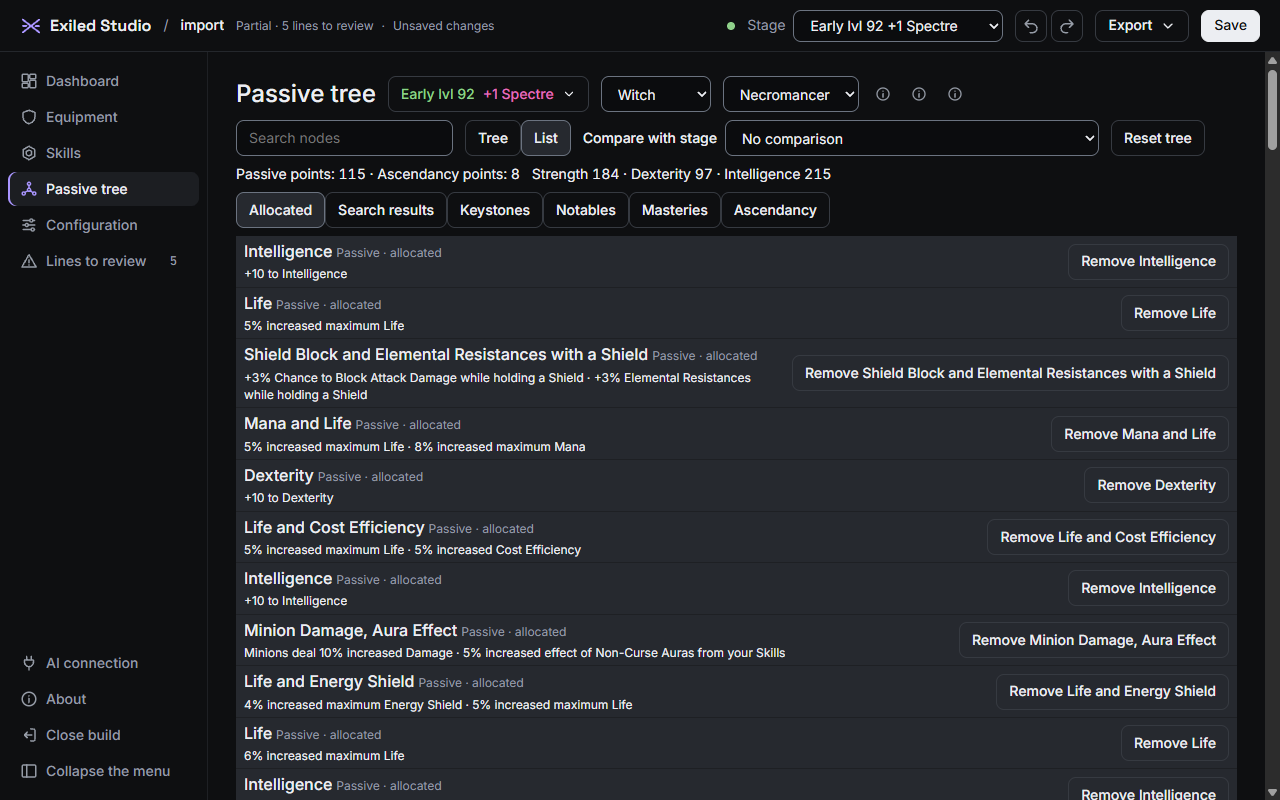 Exiled Studio / import Partial · 5 lines to review · Unsaved changes Stage Early lvl 92 +1 Spectre Export Save
Dashboard
Equipment
Skills
Passive tree
Configuration
Lines to review 5
AI connection
About
Close build
Collapse the menu
Passive tree Early lvl 92 +1 Spectre Witch Necromancer
Search nodes Tree List Compare with stage No comparison Reset tree
Passive points: 115 · Ascendancy points: 8 Strength 184 · Dexterity 97 · Intelligence 215
Allocated Search results Keystones Notables Masteries Ascendancy
Intelligence Passive · allocated Remove Intelligence
+10 to Intelligence
Life Passive · allocated Remove Life
5% increased maximum Life
Shield Block and Elemental Resistances with a Shield Passive · allocated Remove Shield Block and Elemental Resistances with a Shield
+3% Chance to Block Attack Damage while holding a Shield · +3% Elemental Resistances
while holding a Shield
Mana and Life Passive · allocated Remove Mana and Life
5% increased maximum Life · 8% increased maximum Mana
Dexterity Passive · allocated Remove Dexterity
+10 to Dexterity
Life and Cost Efficiency Passive · allocated Remove Life and Cost Efficiency
5% increased maximum Life · 5% increased Cost Efficiency
Intelligence Passive · allocated Remove Intelligence
+10 to Intelligence
Minion Damage, Aura Effect Passive · allocated Remove Minion Damage, Aura Effect
Minions deal 10% increased Damage · 5% increased effect of Non-Curse Auras from your Skills
Life and Energy Shield Passive · allocated Remove Life and Energy Shield
4% increased maximum Energy Shield · 5% increased maximum Life
Life Passive · allocated Remove Life
6% increased maximum Life
Intelligence Passive · allocated Remove Intelligence